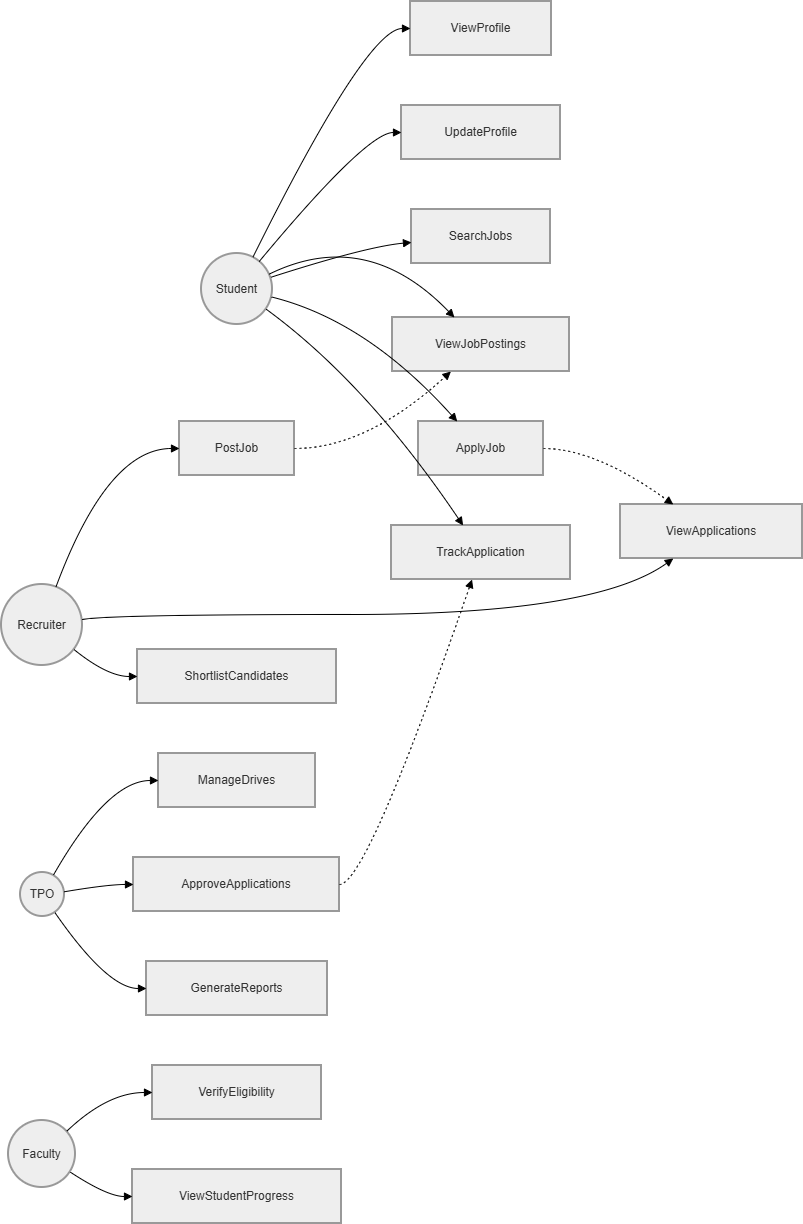 ViewProfile
UpdateProfile
SearchJobs
Student
ViewJobPostings
PostJob
ApplyJob
ViewApplications
TrackApplication
Recruiter
ShortlistCandidates
ManageDrives
ApproveApplications
TPO
GenerateReports
VerifyEligibility
Faculty
ViewStudentProgress